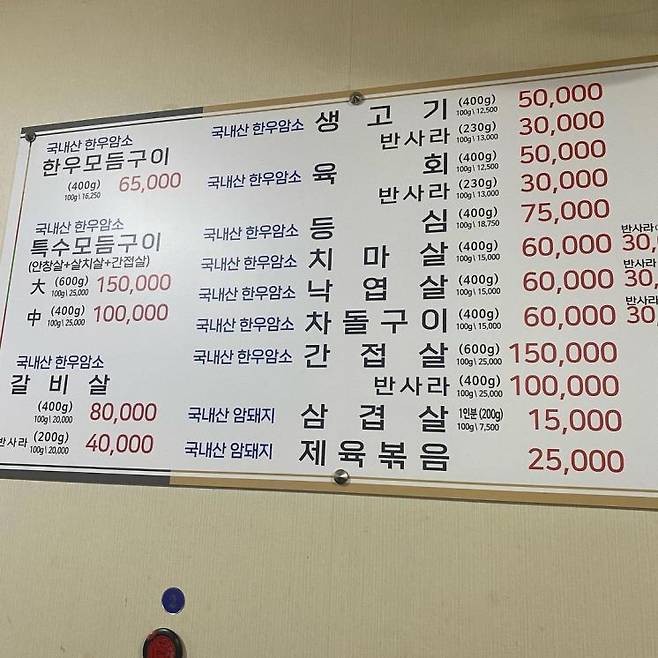 국내산 한우암소
한우모듬구이
(400g) 100g\ 16,250 65,000
국내산 한우암소
특수모듬구이
(안창살+살치살+간접살)
大 (600g) 100g\ 25,000 150,000
中 (400g) 100g\ 25,000 100,000
국내산 한우암소
갈비살
(400g) 100g\ 20,000 80,000
반사라 (200g) 100g\ 20,000 40,000
국내산 한우암소 생고기 (400g) 100g\ 12,500 50,000
반사라 (230g) 100g\ 13,000 30,000
국내산 한우암소 육회 (400g) 100g\ 12,500 50,000
반사라 (230g) 100g\ 13,000 30,000
국내산 한우암소 등심 (400g) 100g\ 18,750 75,000
국내산 한우암소 치마살 (400g) 100g\ 15,000 60,000 반사라 30,
국내산 한우암소 낙엽살 (400g) 100g\ 15,000 60,000 반사라 30,
국내산 한우암소 차돌구이 (400g) 100g\ 15,000 60,000 반사라 30,
국내산 한우암소 간접살 (600g) 100g\ 25,000 150,000
반사라 (400g) 100g\ 25,000 100,000
국내산 암돼지 삼겹살 1인분 (200g) 100g\ 7,500 15,000
국내산 암돼지 제육볶음 25,000